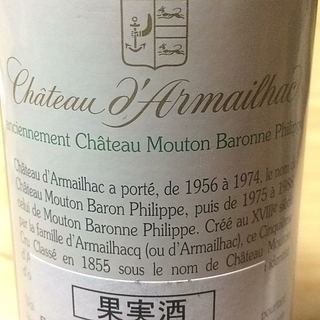 Château d'Armailhac
anciennement Château Mouton Baronne Philippe
Château d'Armailhac a porté, de 1956 à 1974, le nom de
Château Mouton Baron Philippe, puis de 1975 à
celui de Mouton Baronne Philippe. Créé au XVIIIe
par la famille d'Armailhacq (ou d'Armailhac), ce Cinquième
Cru Classé en 1855 sous le nom de Château
果実酒